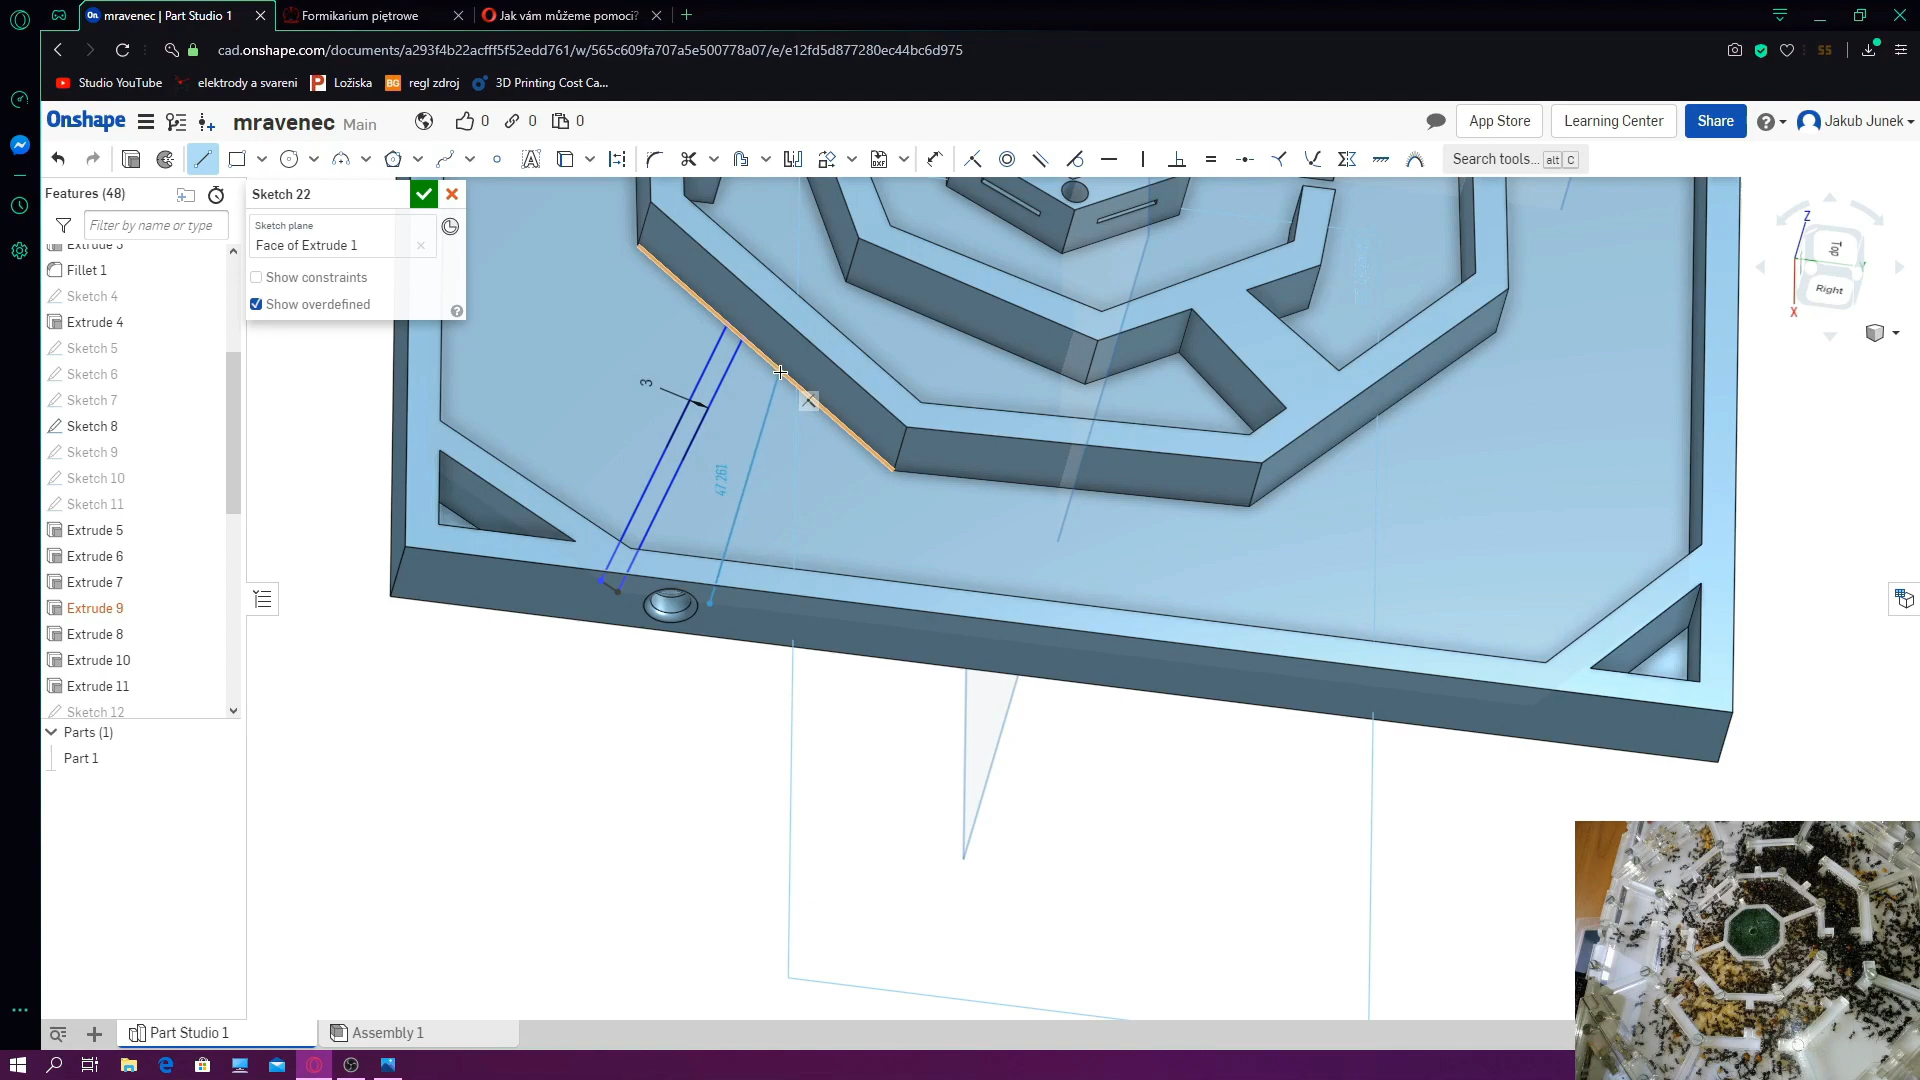 mravenec | Part Studio 1
Formikarium piętrowe
Jak vám můžeme pomoci?
cad.onshape.com/documents/a293f4b22acfff5f52edd761/w/565c609fa707a5e500778a07/e/e12fd5d877280ec44bc6d975
Studio YouTube
elektrody a svareni
Ložiska
regl zdroj
3D Printing Cost Ca...
Onshape
mravenec Main
0
0
0
App Store
Learning Center
Share
Jakub Junek
Search tools... alt C
Features (48)
Filter by name or type
Extrude 3
Fillet 1
Sketch 4
Extrude 4
Sketch 5
Sketch 6
Sketch 7
Sketch 8
Sketch 9
Sketch 10
Sketch 11
Extrude 5
Extrude 6
Extrude 7
Extrude 9
Extrude 8
Extrude 10
Extrude 11
Sketch 12
Parts (1)
Part 1
Sketch 22
Sketch plane
Face of Extrude 1
Show constraints
Show overdefined
3
47.261
Z
Top
Y
Right
X
Part Studio 1
Assembly 1